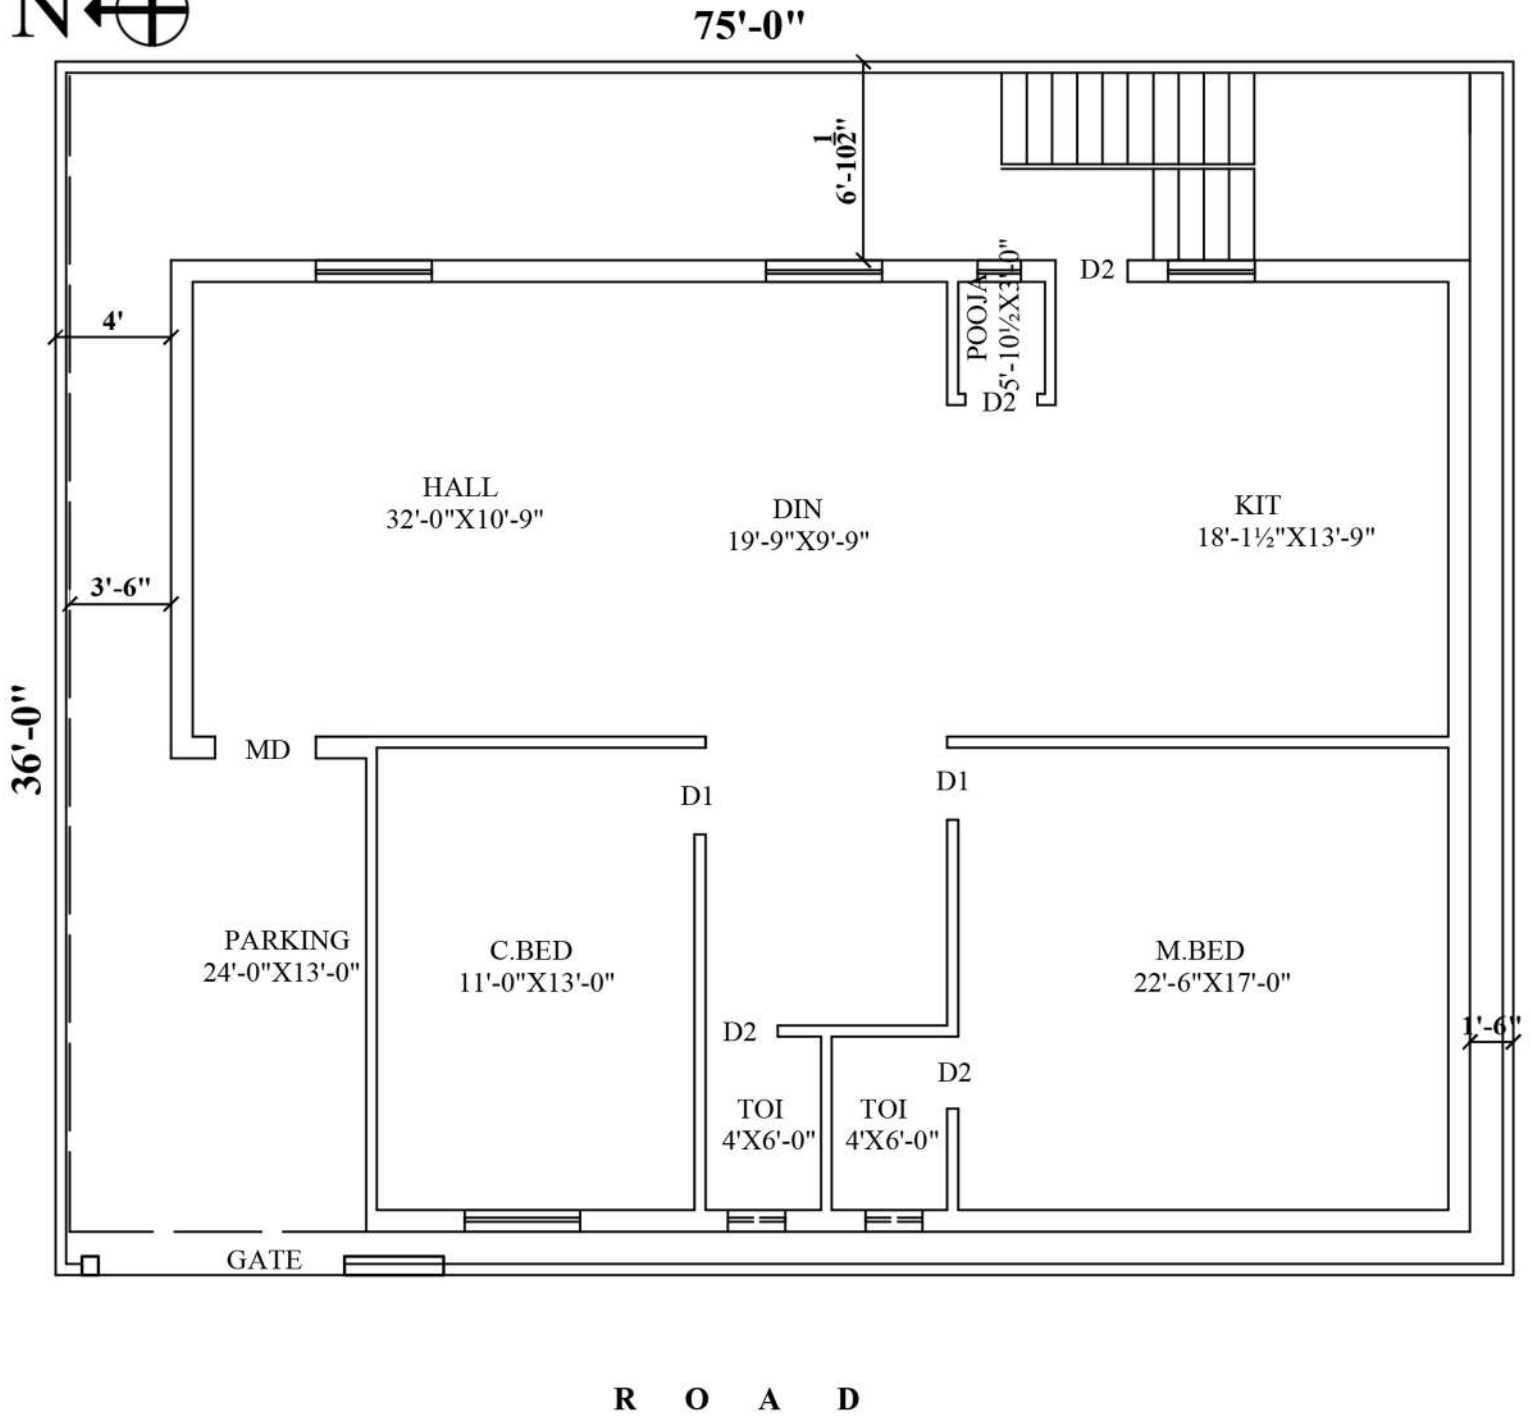 N
75'-0"
6'-10½"
4'
POOJA
5'-10½X3'-0"
D2
D2
HALL
32'-0"X10'-9"
DIN
19'-9"X9'-9"
KIT
18'-1½"X13'-9"
3'-6"
36'-0"
MD
D1
D1
PARKING
24'-0"X13'-0"
C.BED
11'-0"X13'-0"
M.BED
22'-6"X17'-0"
1'-6"
D2
D2
TOI
4'X6'-0"
TOI
4'X6'-0"
GATE
R O A D